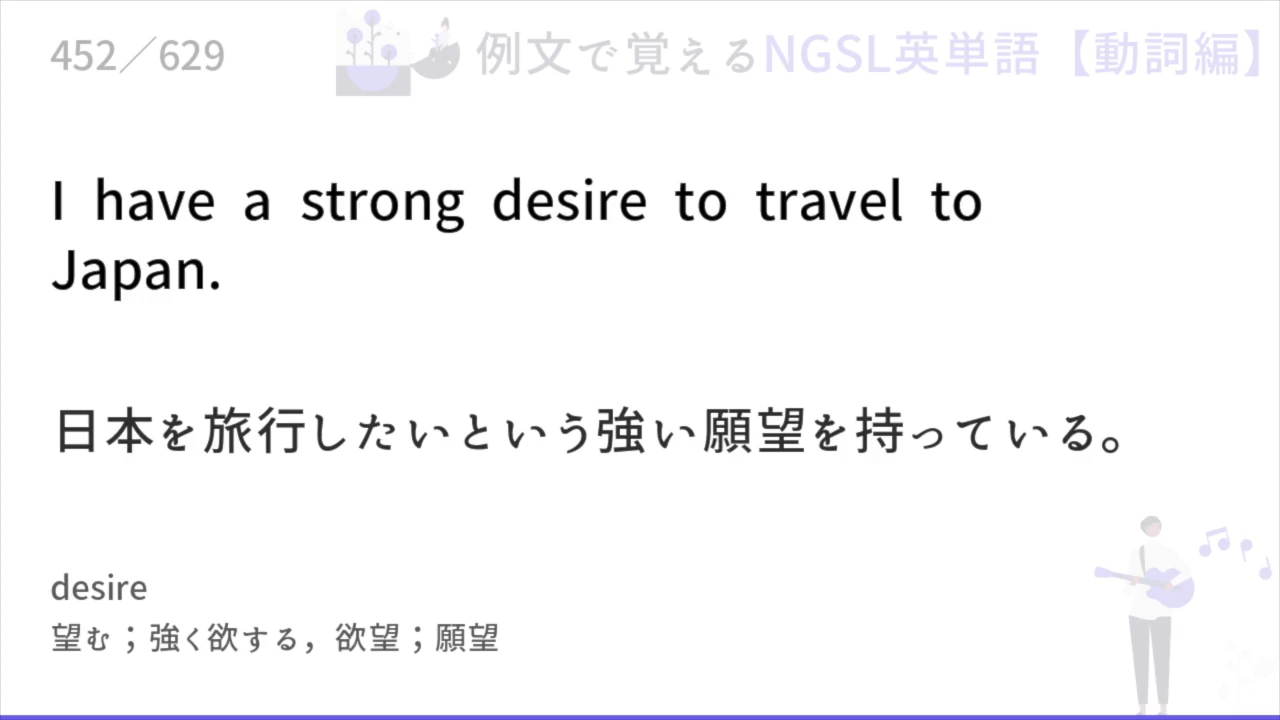 452／629
例文で覚えるNGSL英単語【動詞編】
I have a strong desire to travel to
Japan.
日本を旅行したいという強い願望を持っている。
desire
望む；強く欲する，欲望；願望